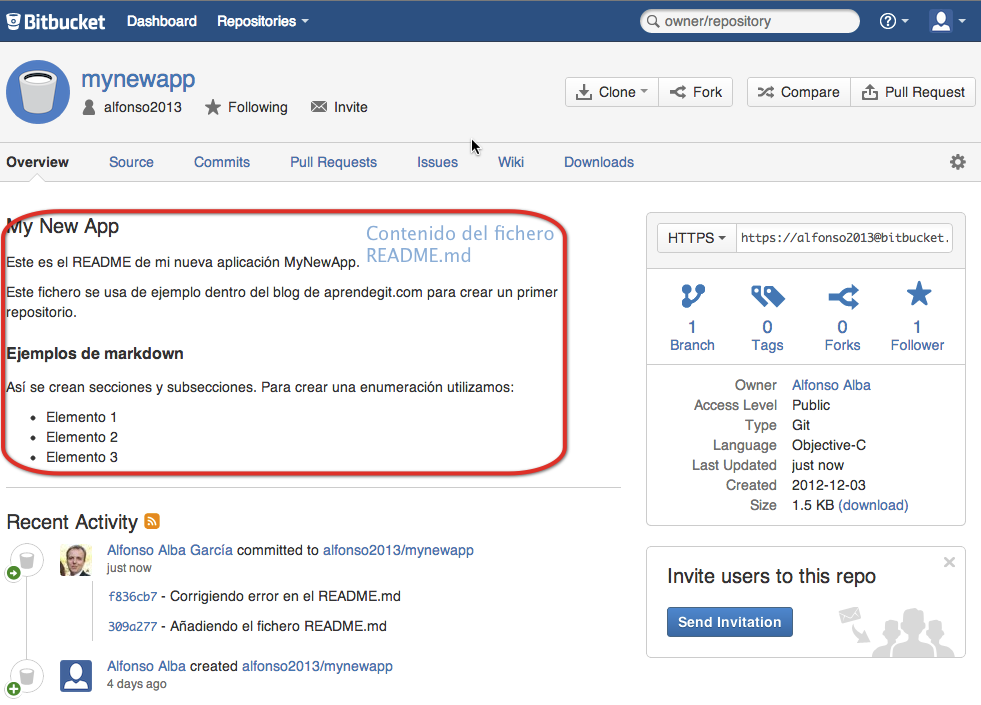 Bitbucket Dashboard Repositories owner/repository
mynewapp
alfonso2013 Following Invite
Clone Fork Compare Pull Request
Overview Source Commits Pull Requests Issues Wiki Downloads
My New App
Contenido del fichero
README.md
Este es el README de mi nueva aplicación MyNewApp.
Este fichero se usa de ejemplo dentro del blog de aprendegit.com para crear un primer
repositorio.
Ejemplos de markdown
Así se crean secciones y subsecciones. Para crear una enumeración utilizamos:
• Elemento 1
• Elemento 2
• Elemento 3
Recent Activity
Alfonso Alba García committed to alfonso2013/mynewapp
just now
f836cb7 - Corrigiendo error en el README.md
309a277 - Añadiendo el fichero README.md
Alfonso Alba created alfonso2013/mynewapp
4 days ago
HTTPS https://alfonso2013@bitbucket.
1 0 0 1
Branch Tags Forks Follower
Owner Alfonso Alba
Access Level Public
Type Git
Language Objective-C
Last Updated just now
Created 2012-12-03
Size 1.5 KB (download)
Invite users to this repo
Send Invitation